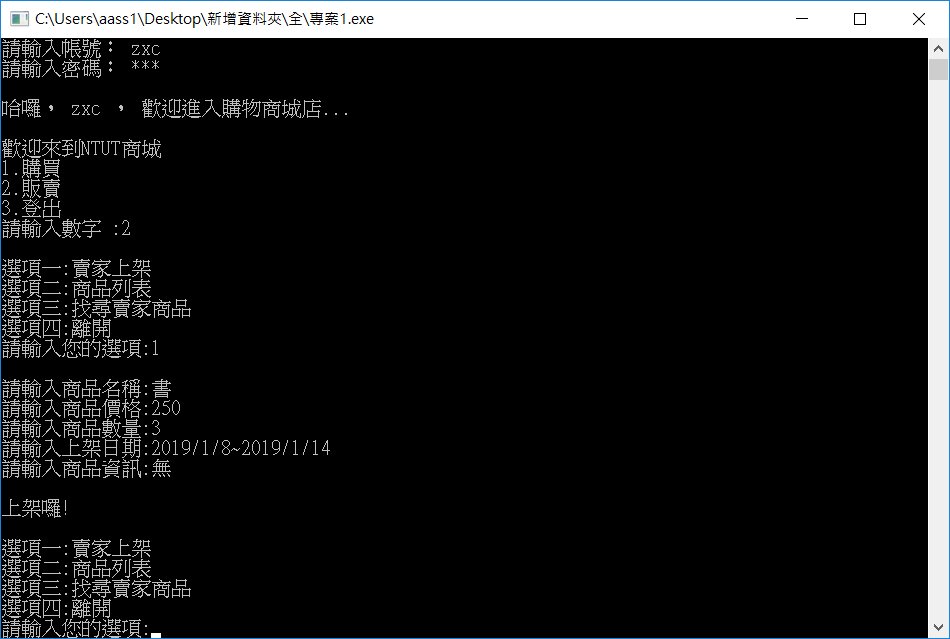 C:\Users\aass1\Desktop\新增資料夾\全\專案1.exe
請輸入帳號： zxc
請輸入密碼： ***
哈囉， zxc ， 歡迎進入購物商城店...
歡迎來到NTUT商城
1.購買
2.販賣
3.登出
請輸入數字 :2
選項一:賣家上架
選項二:商品列表
選項三:找尋賣家商品
選項四:離開
請輸入您的選項:1
請輸入商品名稱:書
請輸入商品價格:250
請輸入商品數量:3
請輸入上架日期:2019/1/8~2019/1/14
請輸入商品資訊:無
上架囉!
選項一:賣家上架
選項二:商品列表
選項三:找尋賣家商品
選項四:離開
請輸入您的選項: